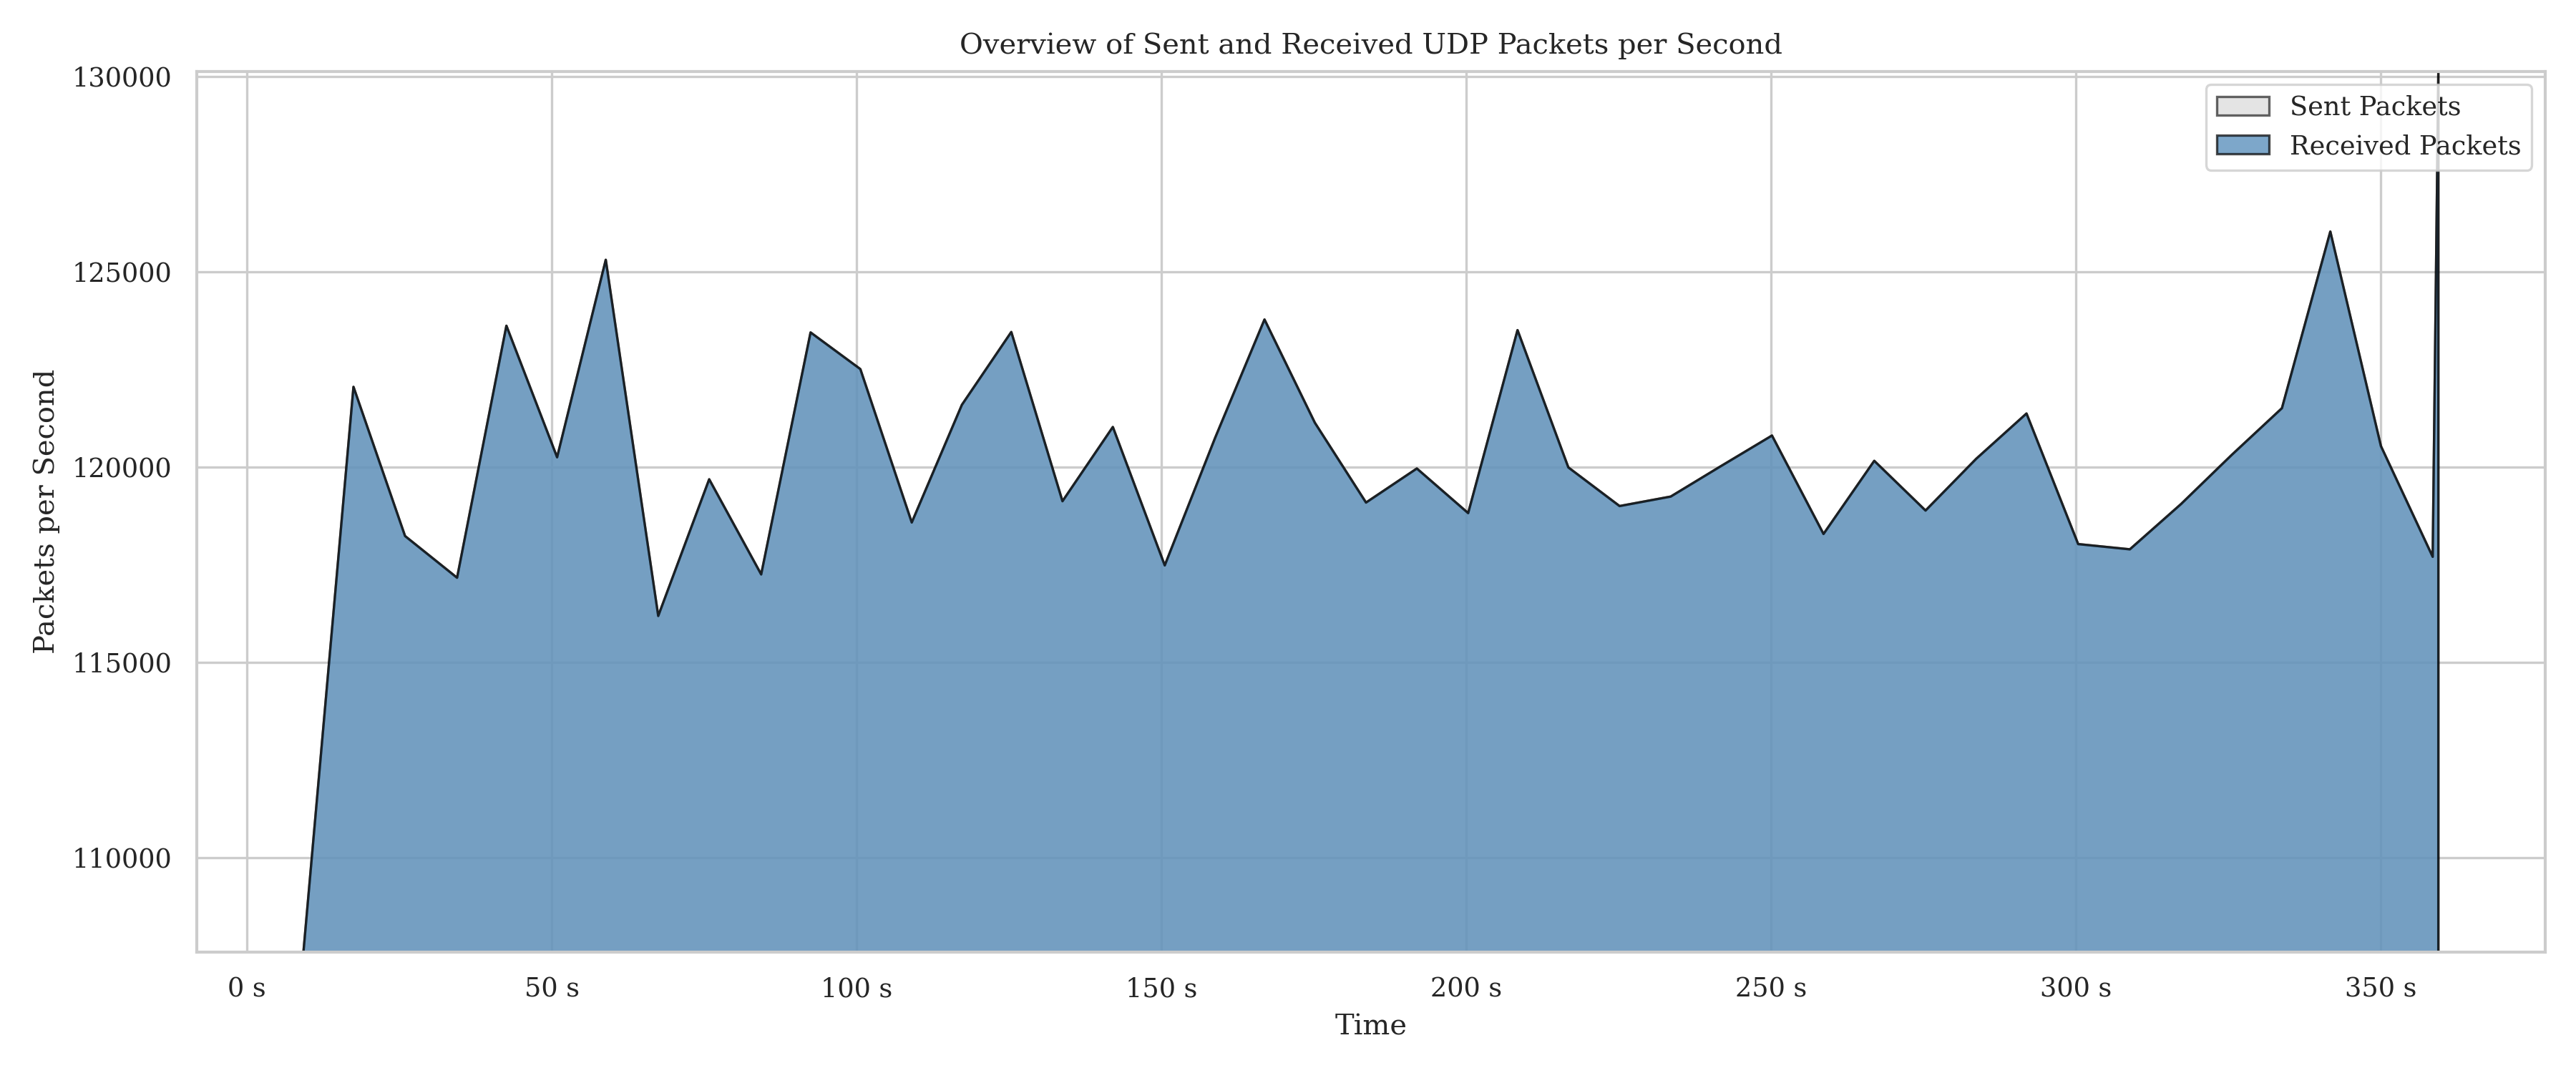 Overview of Sent and Received UDP Packets per Second
130000
125000
120000
115000
110000
Packets per Second
Sent Packets
Received Packets
0 s
50 s
100 s
150 s
200 s
250 s
300 s
350 s
Time